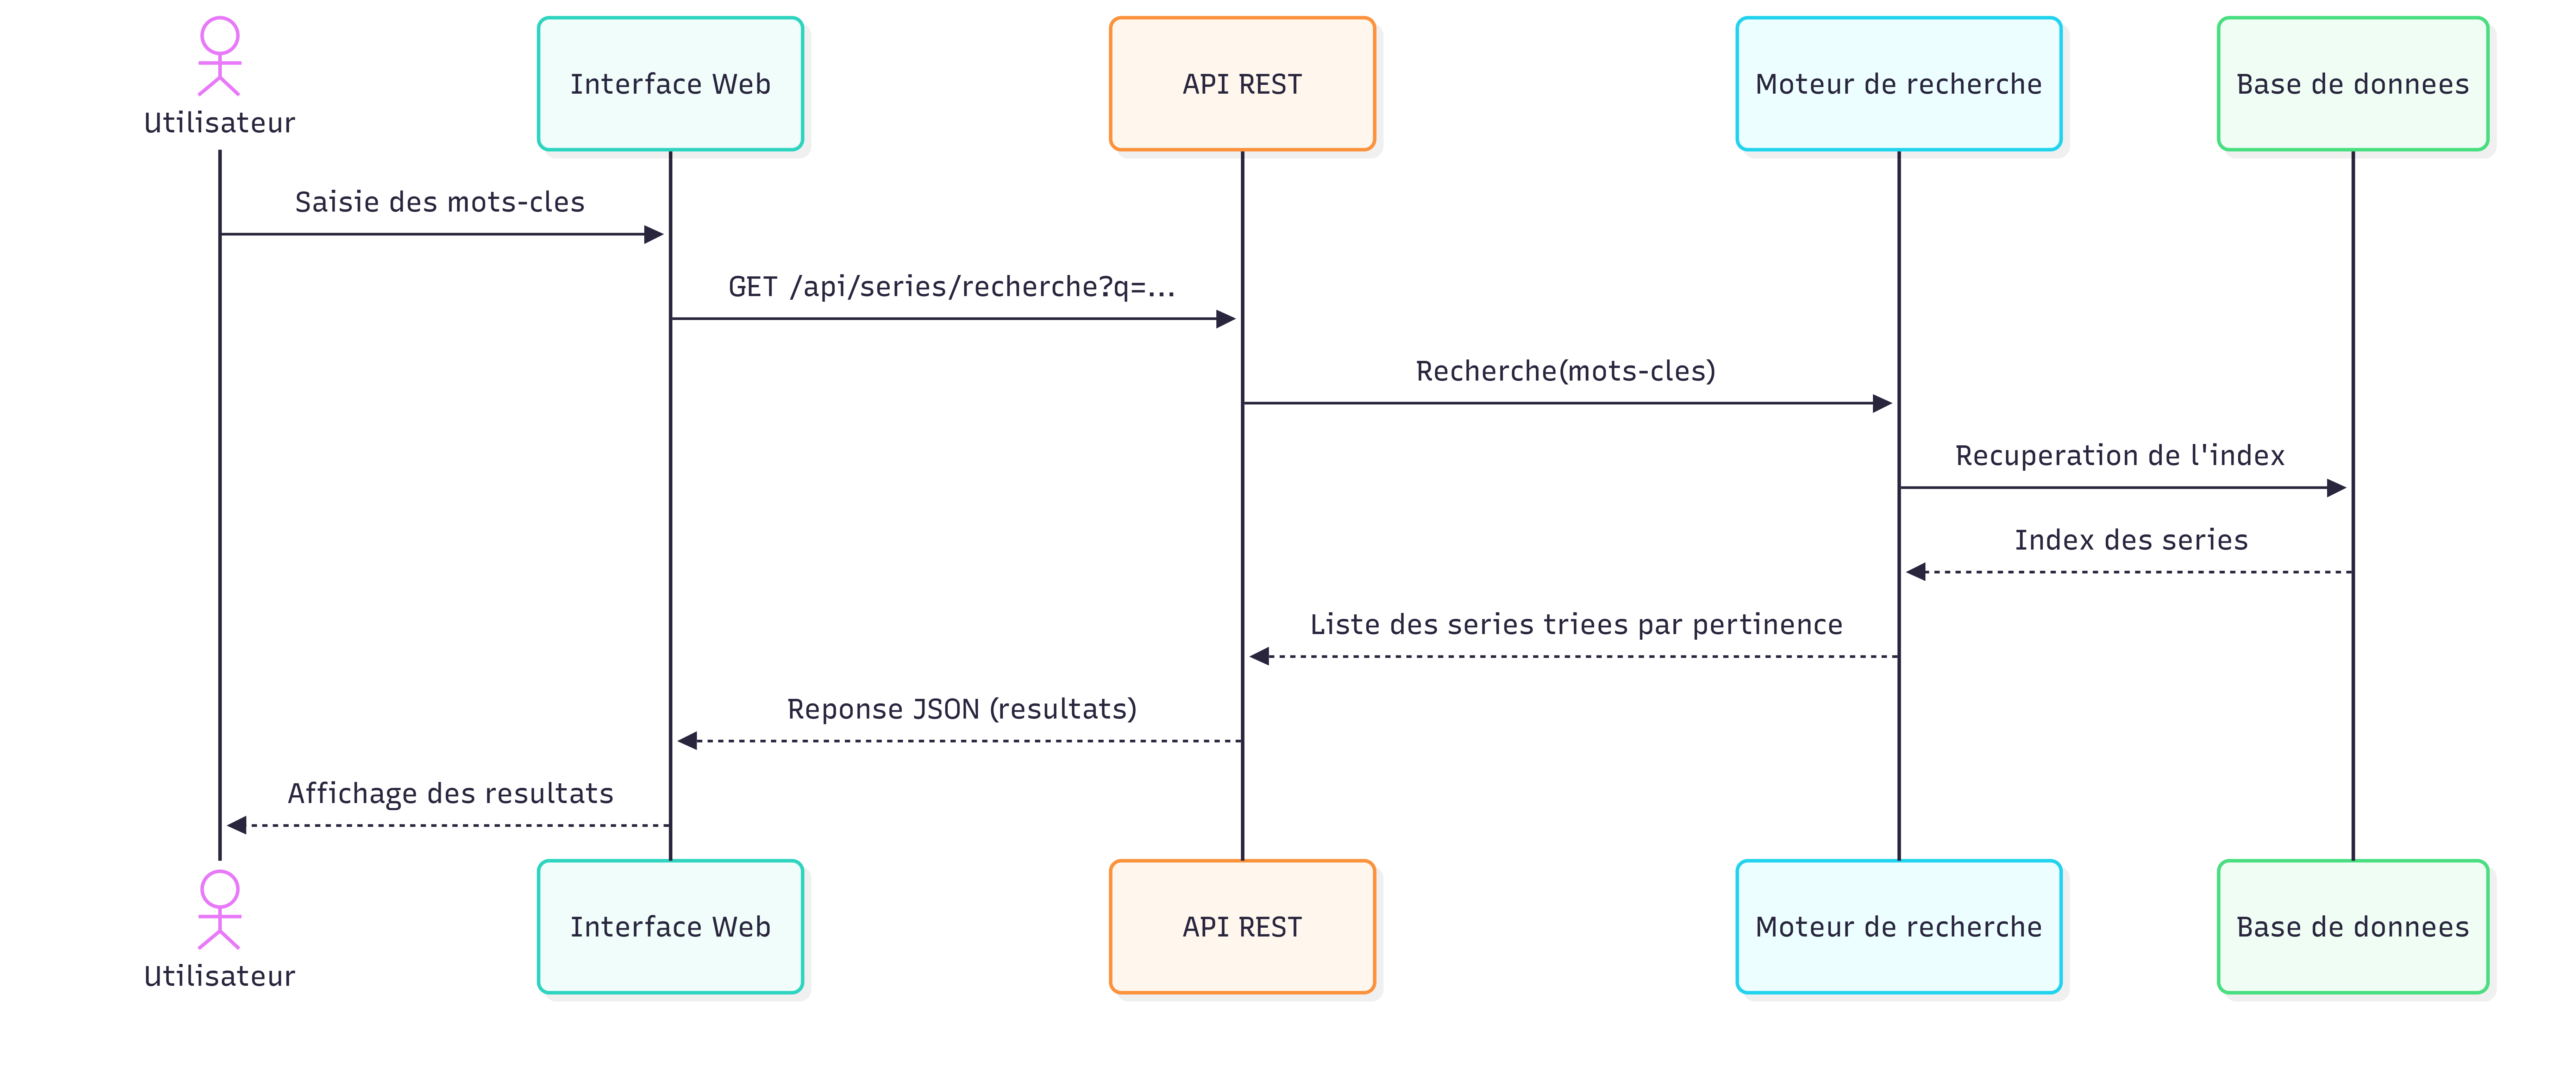 Utilisateur
Interface Web
API REST
Moteur de recherche
Base de donnees
Saisie des mots-cles
GET /api/series/recherche?q=...
Recherche(mots-cles)
Recuperation de l'index
Index des series
Liste des series triees par pertinence
Reponse JSON (resultats)
Affichage des resultats
Utilisateur
Interface Web
API REST
Moteur de recherche
Base de donnees